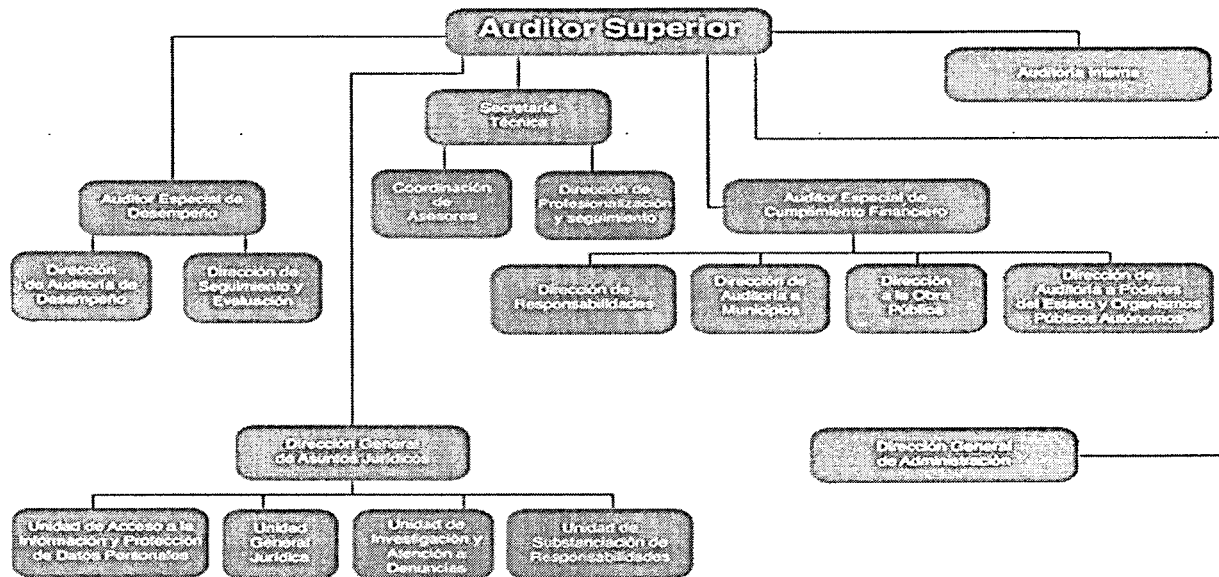 Auditor Superior
Auditoría Interna
Secretaría
Técnica
Coordinación
de
Asesores
Dirección de
Profesionalización
y seguimiento
Auditor Especial de
Desempeño
Auditor Especial de
Cumplimiento Financiero
Dirección
de Auditoría de
Desempeño
Dirección de
Seguimiento y
Evaluación
Dirección de
Responsabilidades
Dirección de
Auditoría a
Municipios
Dirección
a la Obra
Pública
Dirección de
Auditoría a Poderes
del Estado y Organismos
Públicos Autónomos
Dirección General
de Asuntos Jurídicos
Dirección General
de Administración
Unidad de Acceso a la
Información y Protección
de Datos Personales
Unidad
General
Jurídica
Unidad de
Investigación y
Atención a
Denuncias
Unidad de
Substanciación de
Responsabilidades